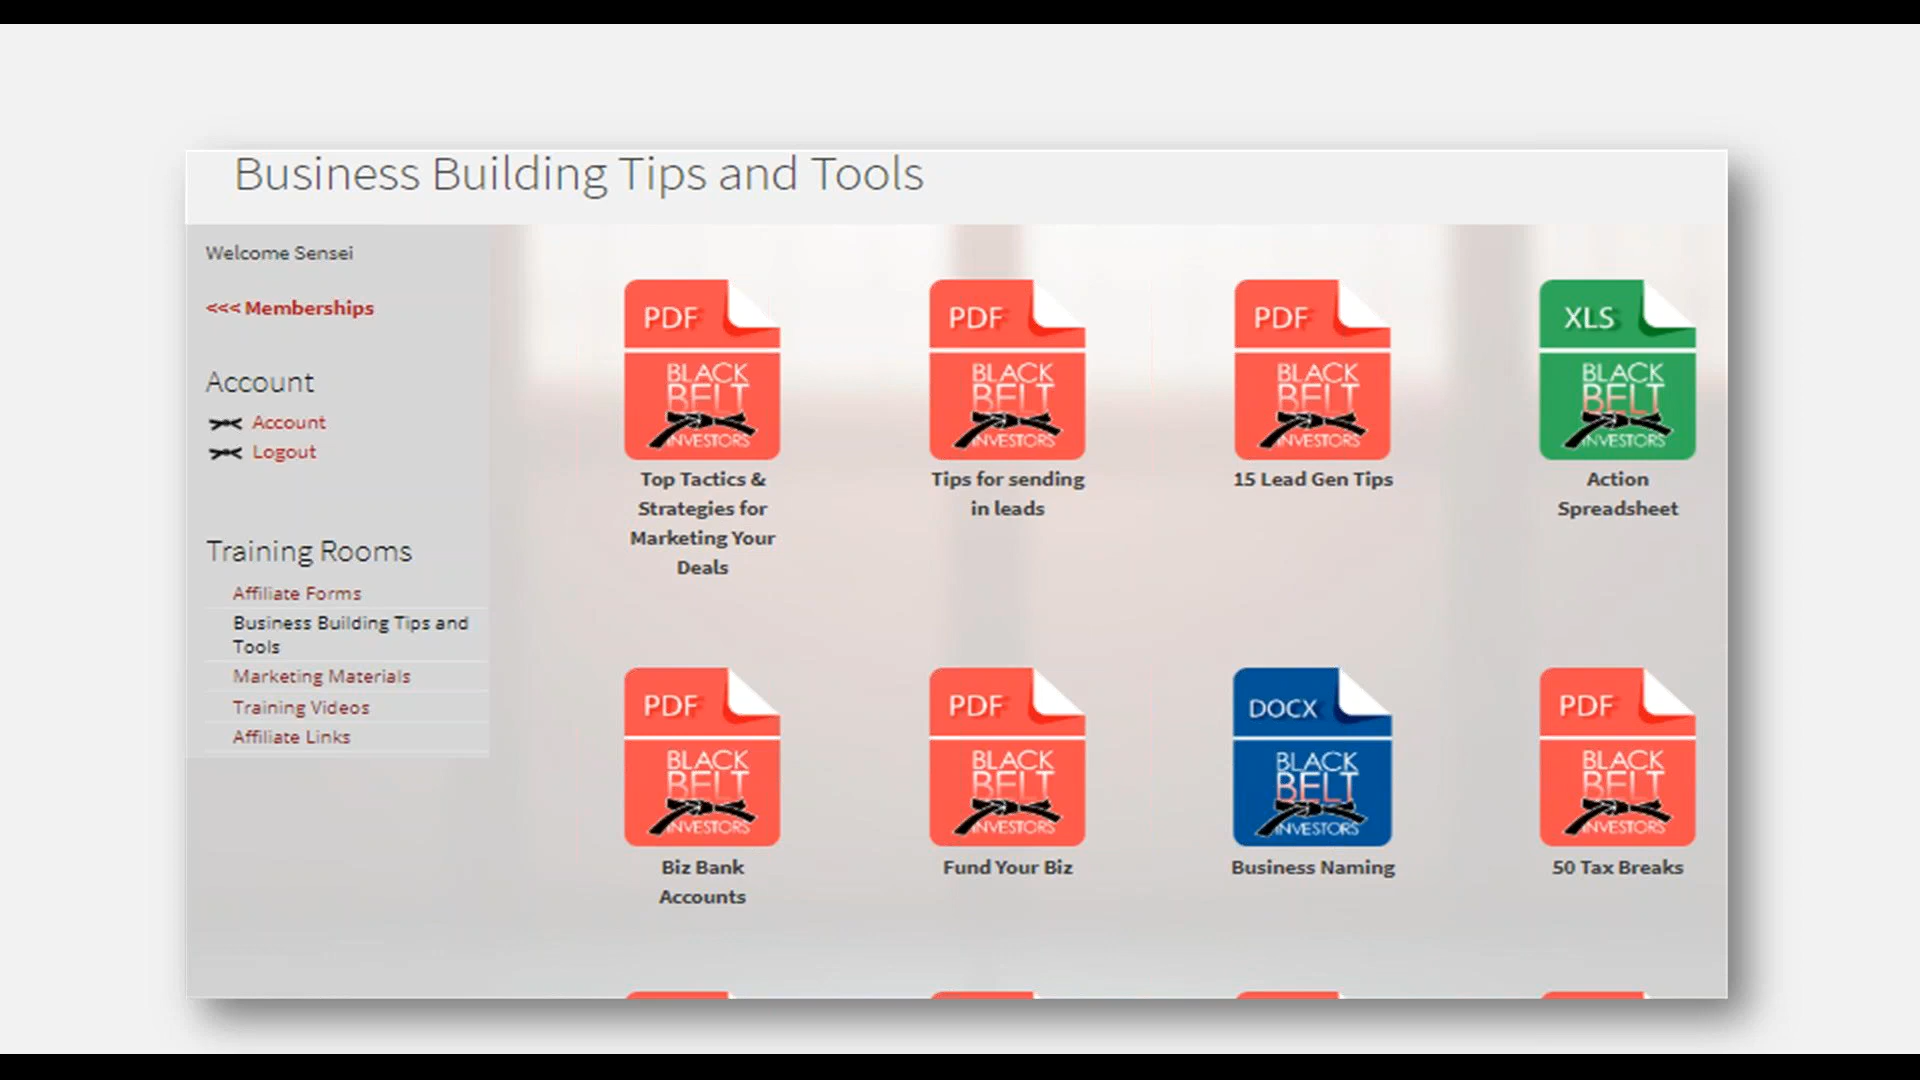 Business Building Tips and Tools
Welcome Sensei
<<< Memberships
Account
Account
Logout
Training Rooms
Affiliate Forms
Business Building Tips and
Tools
Marketing Materials
Training Videos
Affiliate Links
PDF
BLACK
BELT
INVESTORS
Top Tactics &
Strategies for
Marketing Your
Deals
PDF
BLACK
BELT
INVESTORS
Tips for sending
in leads
PDF
BLACK
BELT
INVESTORS
15 Lead Gen Tips
XLS
BLACK
BELT
INVESTORS
Action
Spreadsheet
PDF
BLACK
BELT
INVESTORS
Biz Bank
Accounts
PDF
BLACK
BELT
INVESTORS
Fund Your Biz
DOCX
BLACK
BELT
INVESTORS
Business Naming
PDF
BLACK
BELT
INVESTORS
50 Tax Breaks